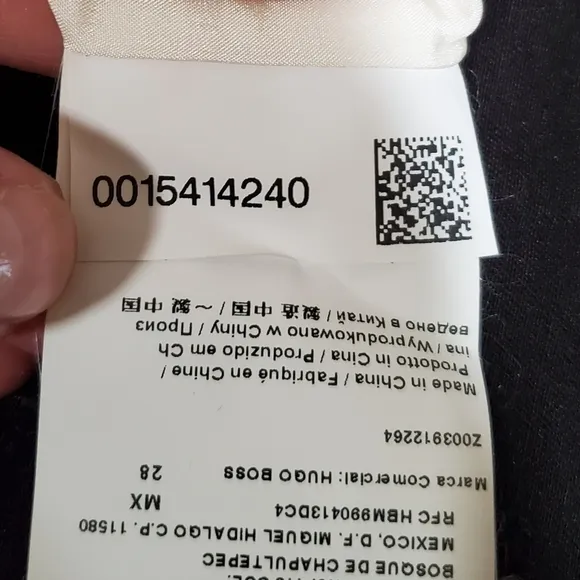 0015414240
COL.
BOSQUE DE CHAPULTEPEC
MEXICO, D.F. MIGUEL HIDALGO C.P. 11580
RFC HBM990413DC4 MX
Marca Comercial: HUGO BOSS 28
Z003912264
Made in China / Fabriqué en Chine /
Prodotto in Cina / Produzido em Ch
ina / Wyprodukowano w Chiny / Произ
ведено в Китай / 製造 中国 / ～製 中国